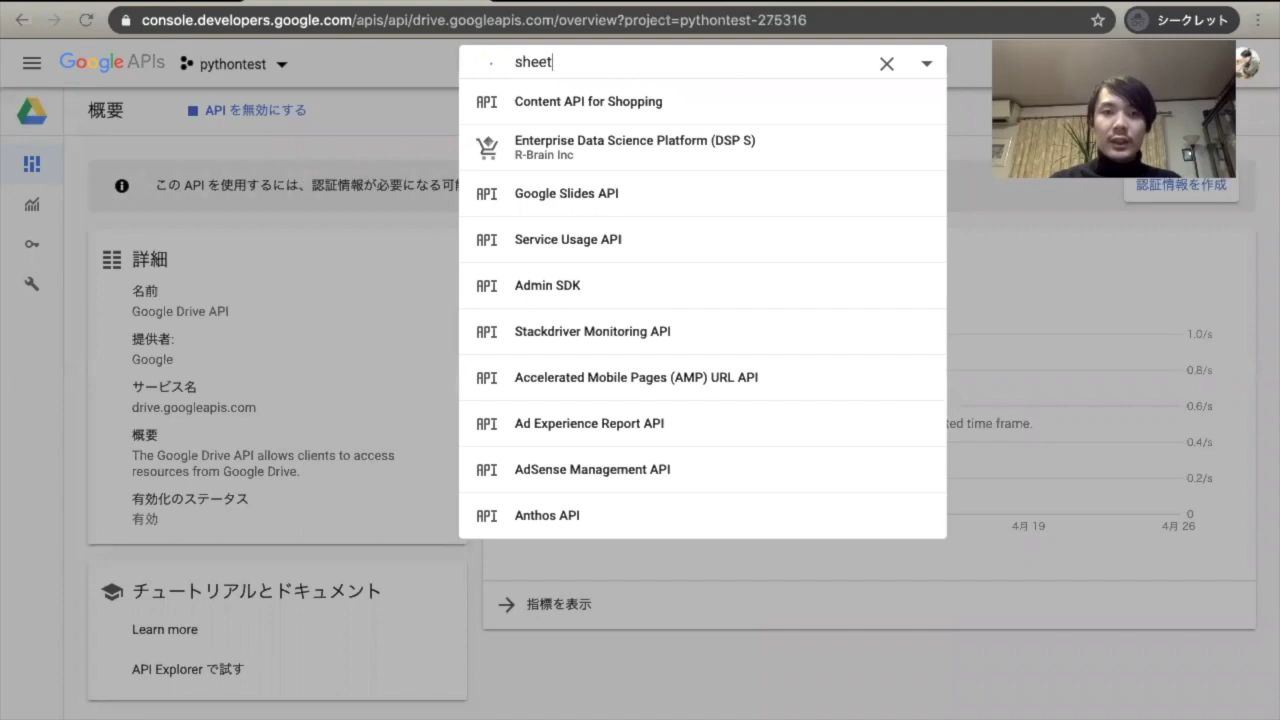 console.developers.google.com/apis/api/drive.googleapis.com/overview?project=pythontest-275316
シークレット
Google APIs
pythontest
sheet
概要
API を無効にする
Content API for Shopping
Enterprise Data Science Platform (DSP S)
R-Brain Inc
この API を使用するには、認証情報が必要になる可能
認証情報を作成
Google Slides API
Service Usage API
Admin SDK
Stackdriver Monitoring API
Accelerated Mobile Pages (AMP) URL API
Ad Experience Report API
AdSense Management API
Anthos API
詳細
名前
Google Drive API
提供者:
Google
サービス名
drive.googleapis.com
概要
The Google Drive API allows clients to access
resources from Google Drive.
有効化のステータス
有効
1.0/s
0.8/s
0.6/s
ted time frame.
0.4/s
0.2/s
0
4月 19
4月 26
指標を表示
チュートリアルとドキュメント
Learn more
API Explorer で試す